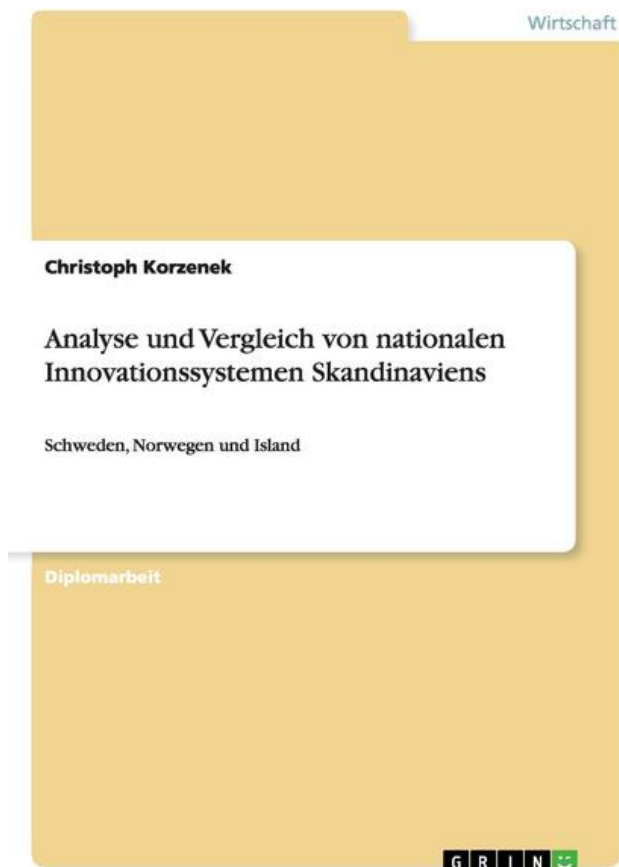 Wirtschaft
Christoph Korzenek
Analyse und Vergleich von nationalen
Innovationssystemen Skandinaviens
Schweden, Norwegen und Island
Diplomarbeit
GRIN